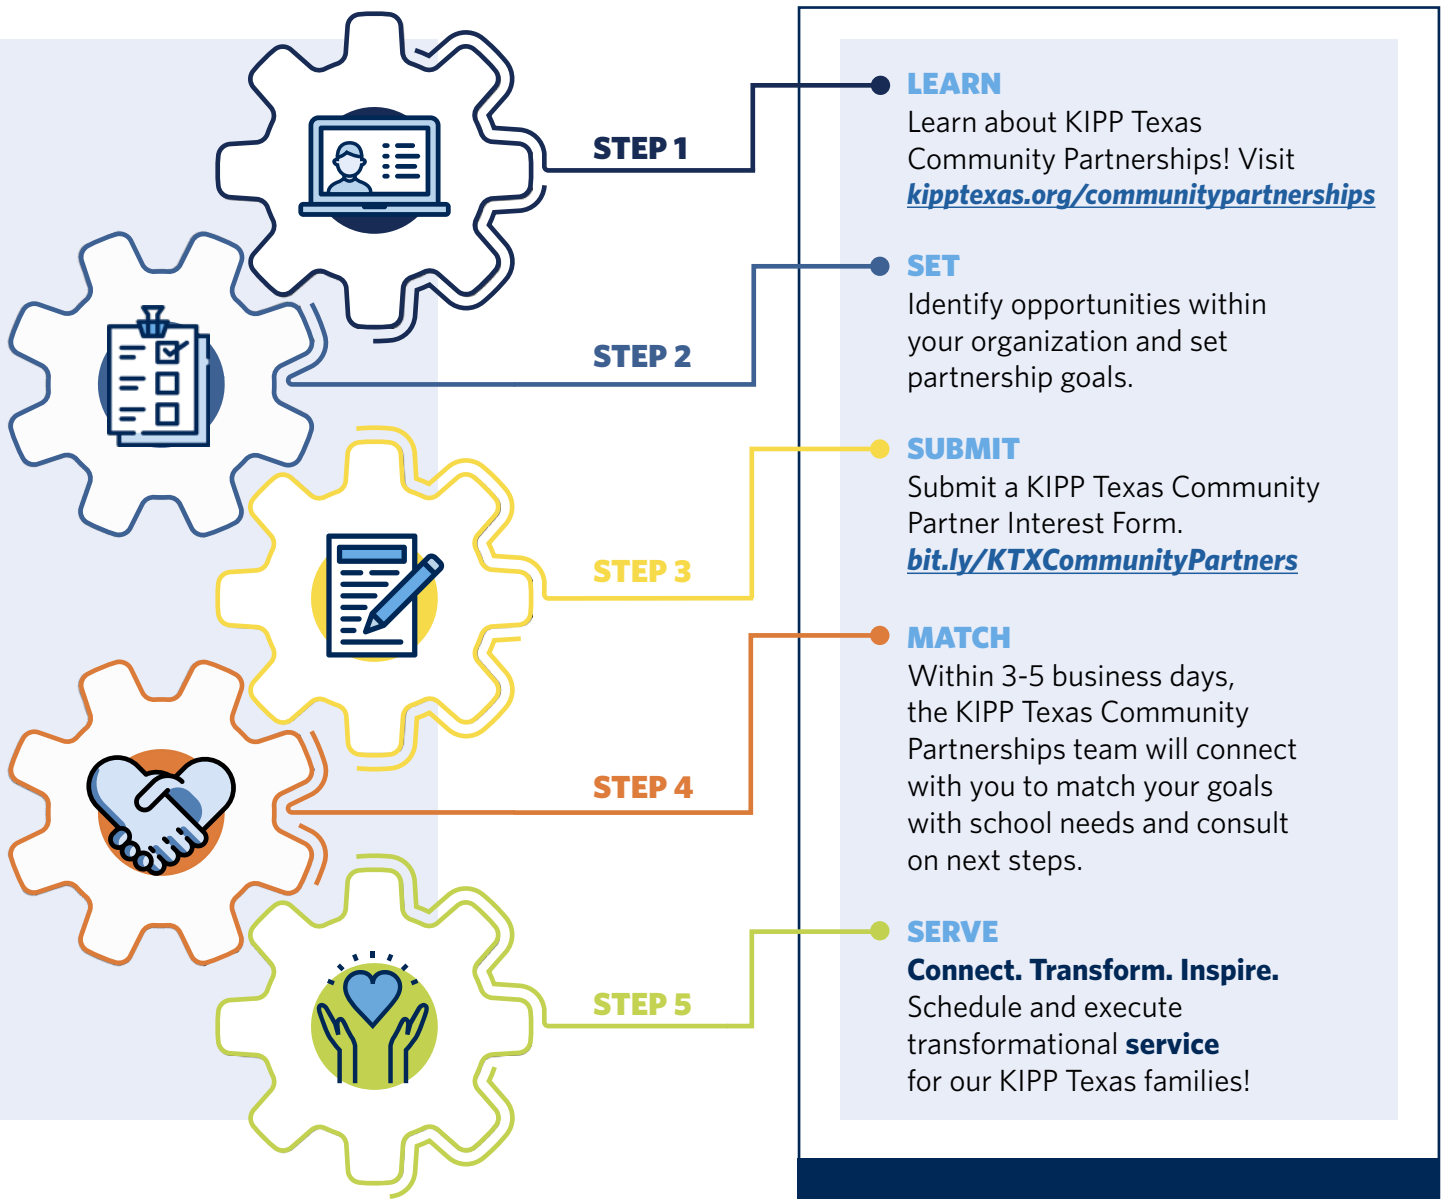 STEP 1
LEARN
Learn about KIPP Texas
Community Partnerships! Visit
kipptexas.org/communitypartnerships
STEP 2
SET
Identify opportunities within
your organization and set
partnership goals.
STEP 3
SUBMIT
Submit a KIPP Texas Community
Partner Interest Form.
bit.ly/KTXCommunityPartners
STEP 4
MATCH
Within 3-5 business days,
the KIPP Texas Community
Partnerships team will connect
with you to match your goals
with school needs and consult
on next steps.
STEP 5
SERVE
Connect. Transform. Inspire.
Schedule and execute
transformational service
for our KIPP Texas families!